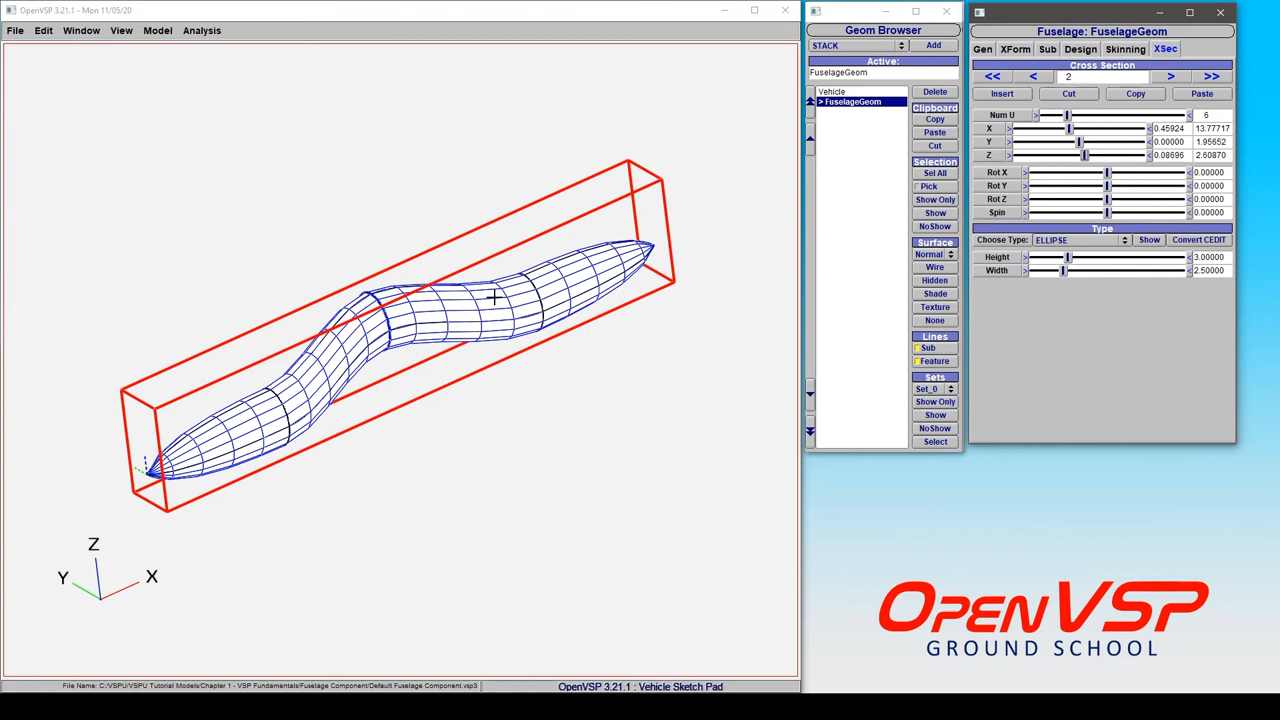 OpenVSP 3.21.1 - Mon 11/05/20
File Edit Window View Model Analysis
Z
Y
X
File Name: C:/VSPU/VSPU Tutorial Models/Chapter 1 - VSP Fundamentals/Fuselage Component/Default Fuselage Component.vsp3
OpenVSP 3.21.1 : Vehicle Sketch Pad
Geom Browser
STACK Add
Active:
FuselageGeom
Vehicle
> FuselageGeom
Delete
Clipboard
Copy
Paste
Cut
Selection
Sel All
Pick
Show Only
Show
NoShow
Surface
Normal
Wire
Hidden
Shade
Texture
None
Lines
Sub
Feature
Sets
Set_0
Show Only
Show
NoShow
Select
Fuselage: FuselageGeom
Gen XForm Sub Design Skinning XSec
Cross Section
<< < 2 > >>
Insert Cut Copy Paste
Num U > < 6
X > < 0.45924 13.77717
Y > < 0.00000 1.95652
Z > < 0.08696 2.60870
Rot X > < 0.00000
Rot Y > < 0.00000
Rot Z > < 0.00000
Spin > < 0.00000
Type
Choose Type: ELLIPSE Show Convert CEDIT
Height > < 3.00000
Width > < 2.50000
OPENVSP
GROUND SCHOOL